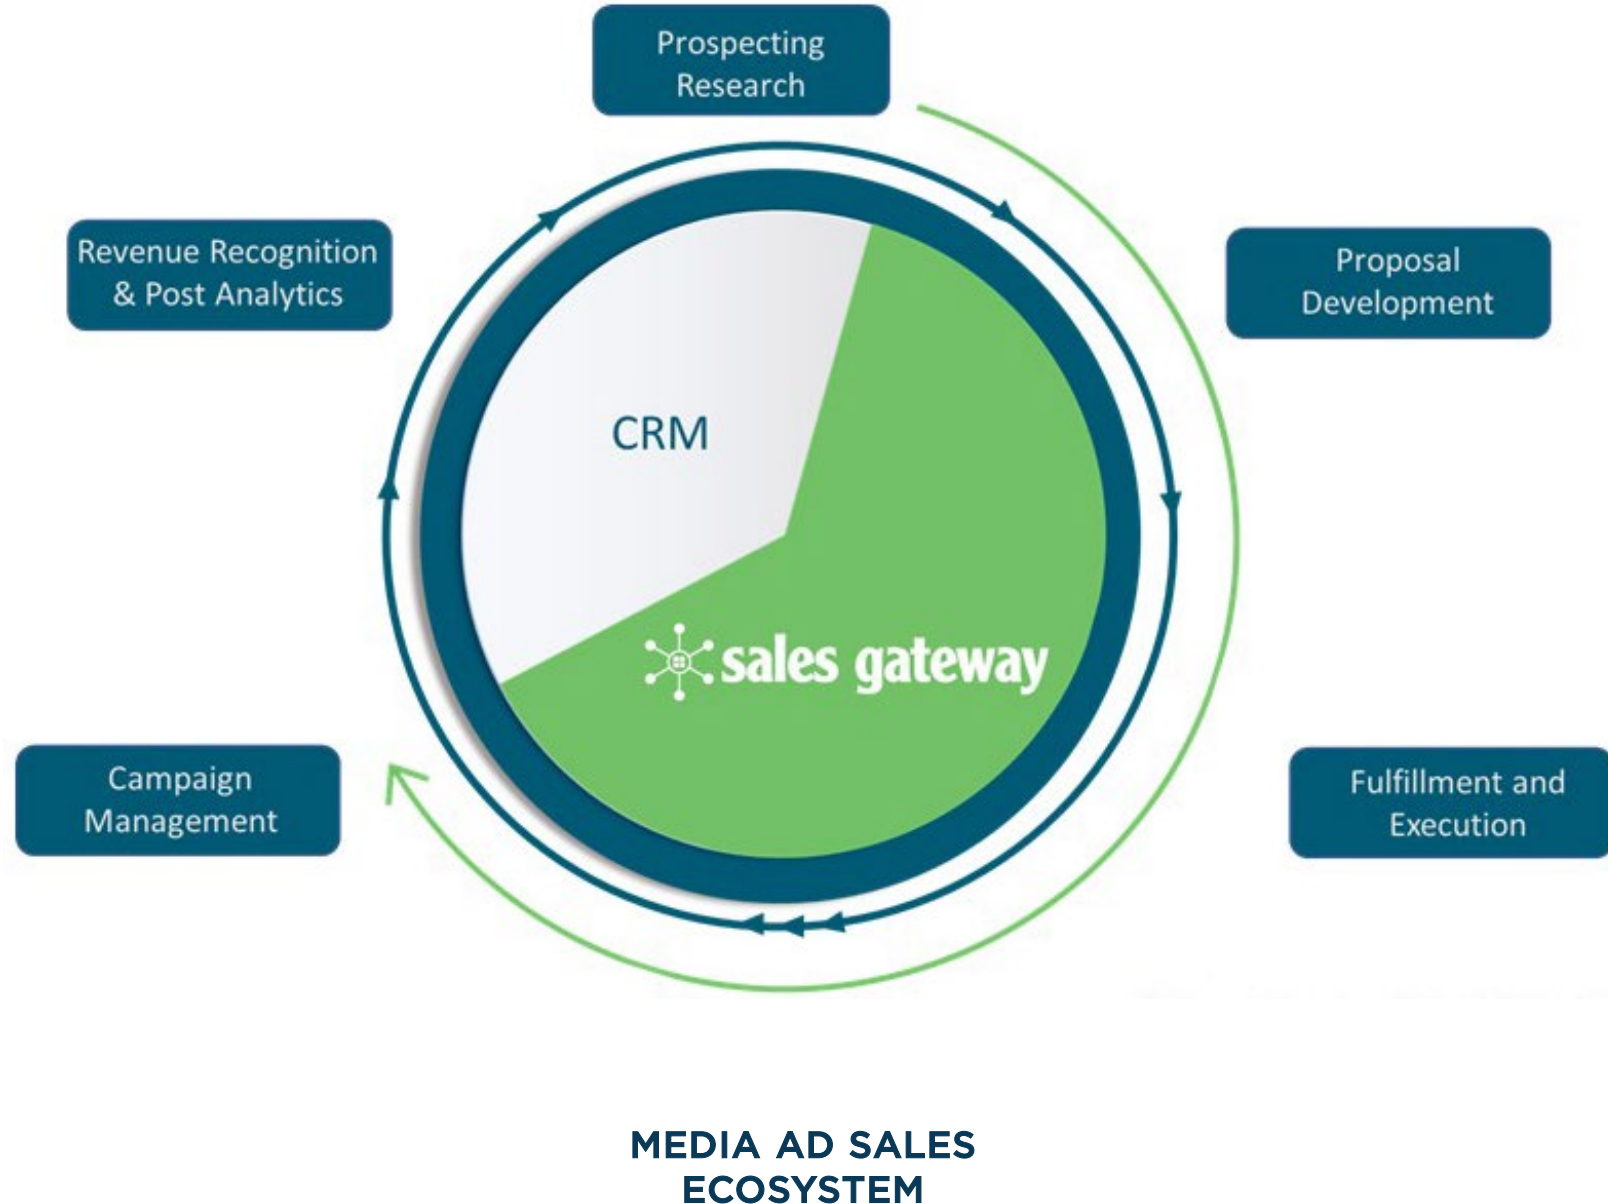 Prospecting
Research
Revenue Recognition
& Post Analytics
Proposal
Development
CRM
sales gateway
Campaign
Management
Fulfillment and
Execution
MEDIA AD SALES
ECOSYSTEM